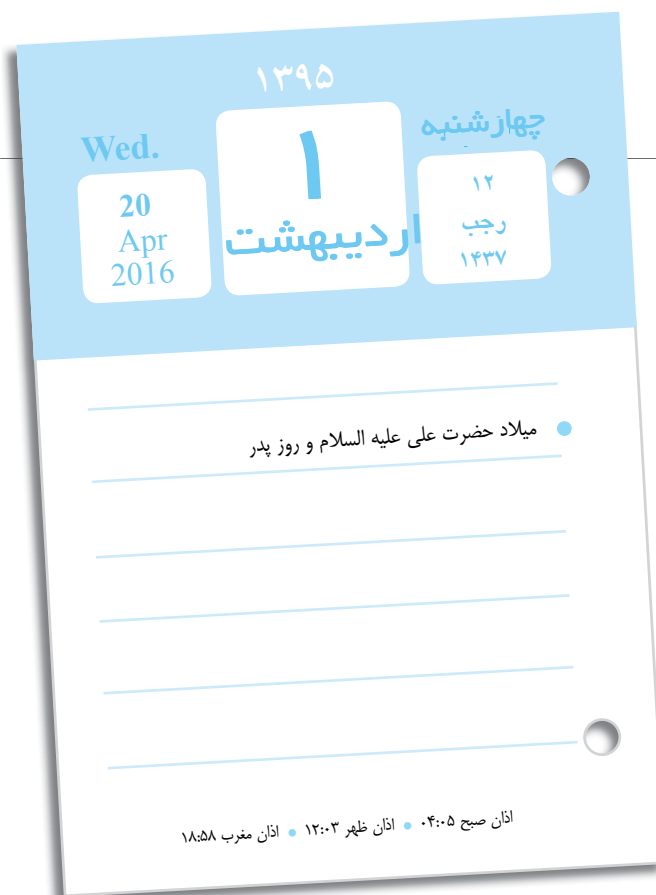 ۱۳۹۵
چهارشنبه
۱۲
رجب
۱۴۳۷
۱
اردیبهشت
Wed.
20
Apr
2016
میلاد حضرت علی علیه السلام و روز پدر
اذان صبح ۰۴:۰۵ • اذان ظهر ۱۲:۰۳ • اذان مغرب ۱۸:۵۸